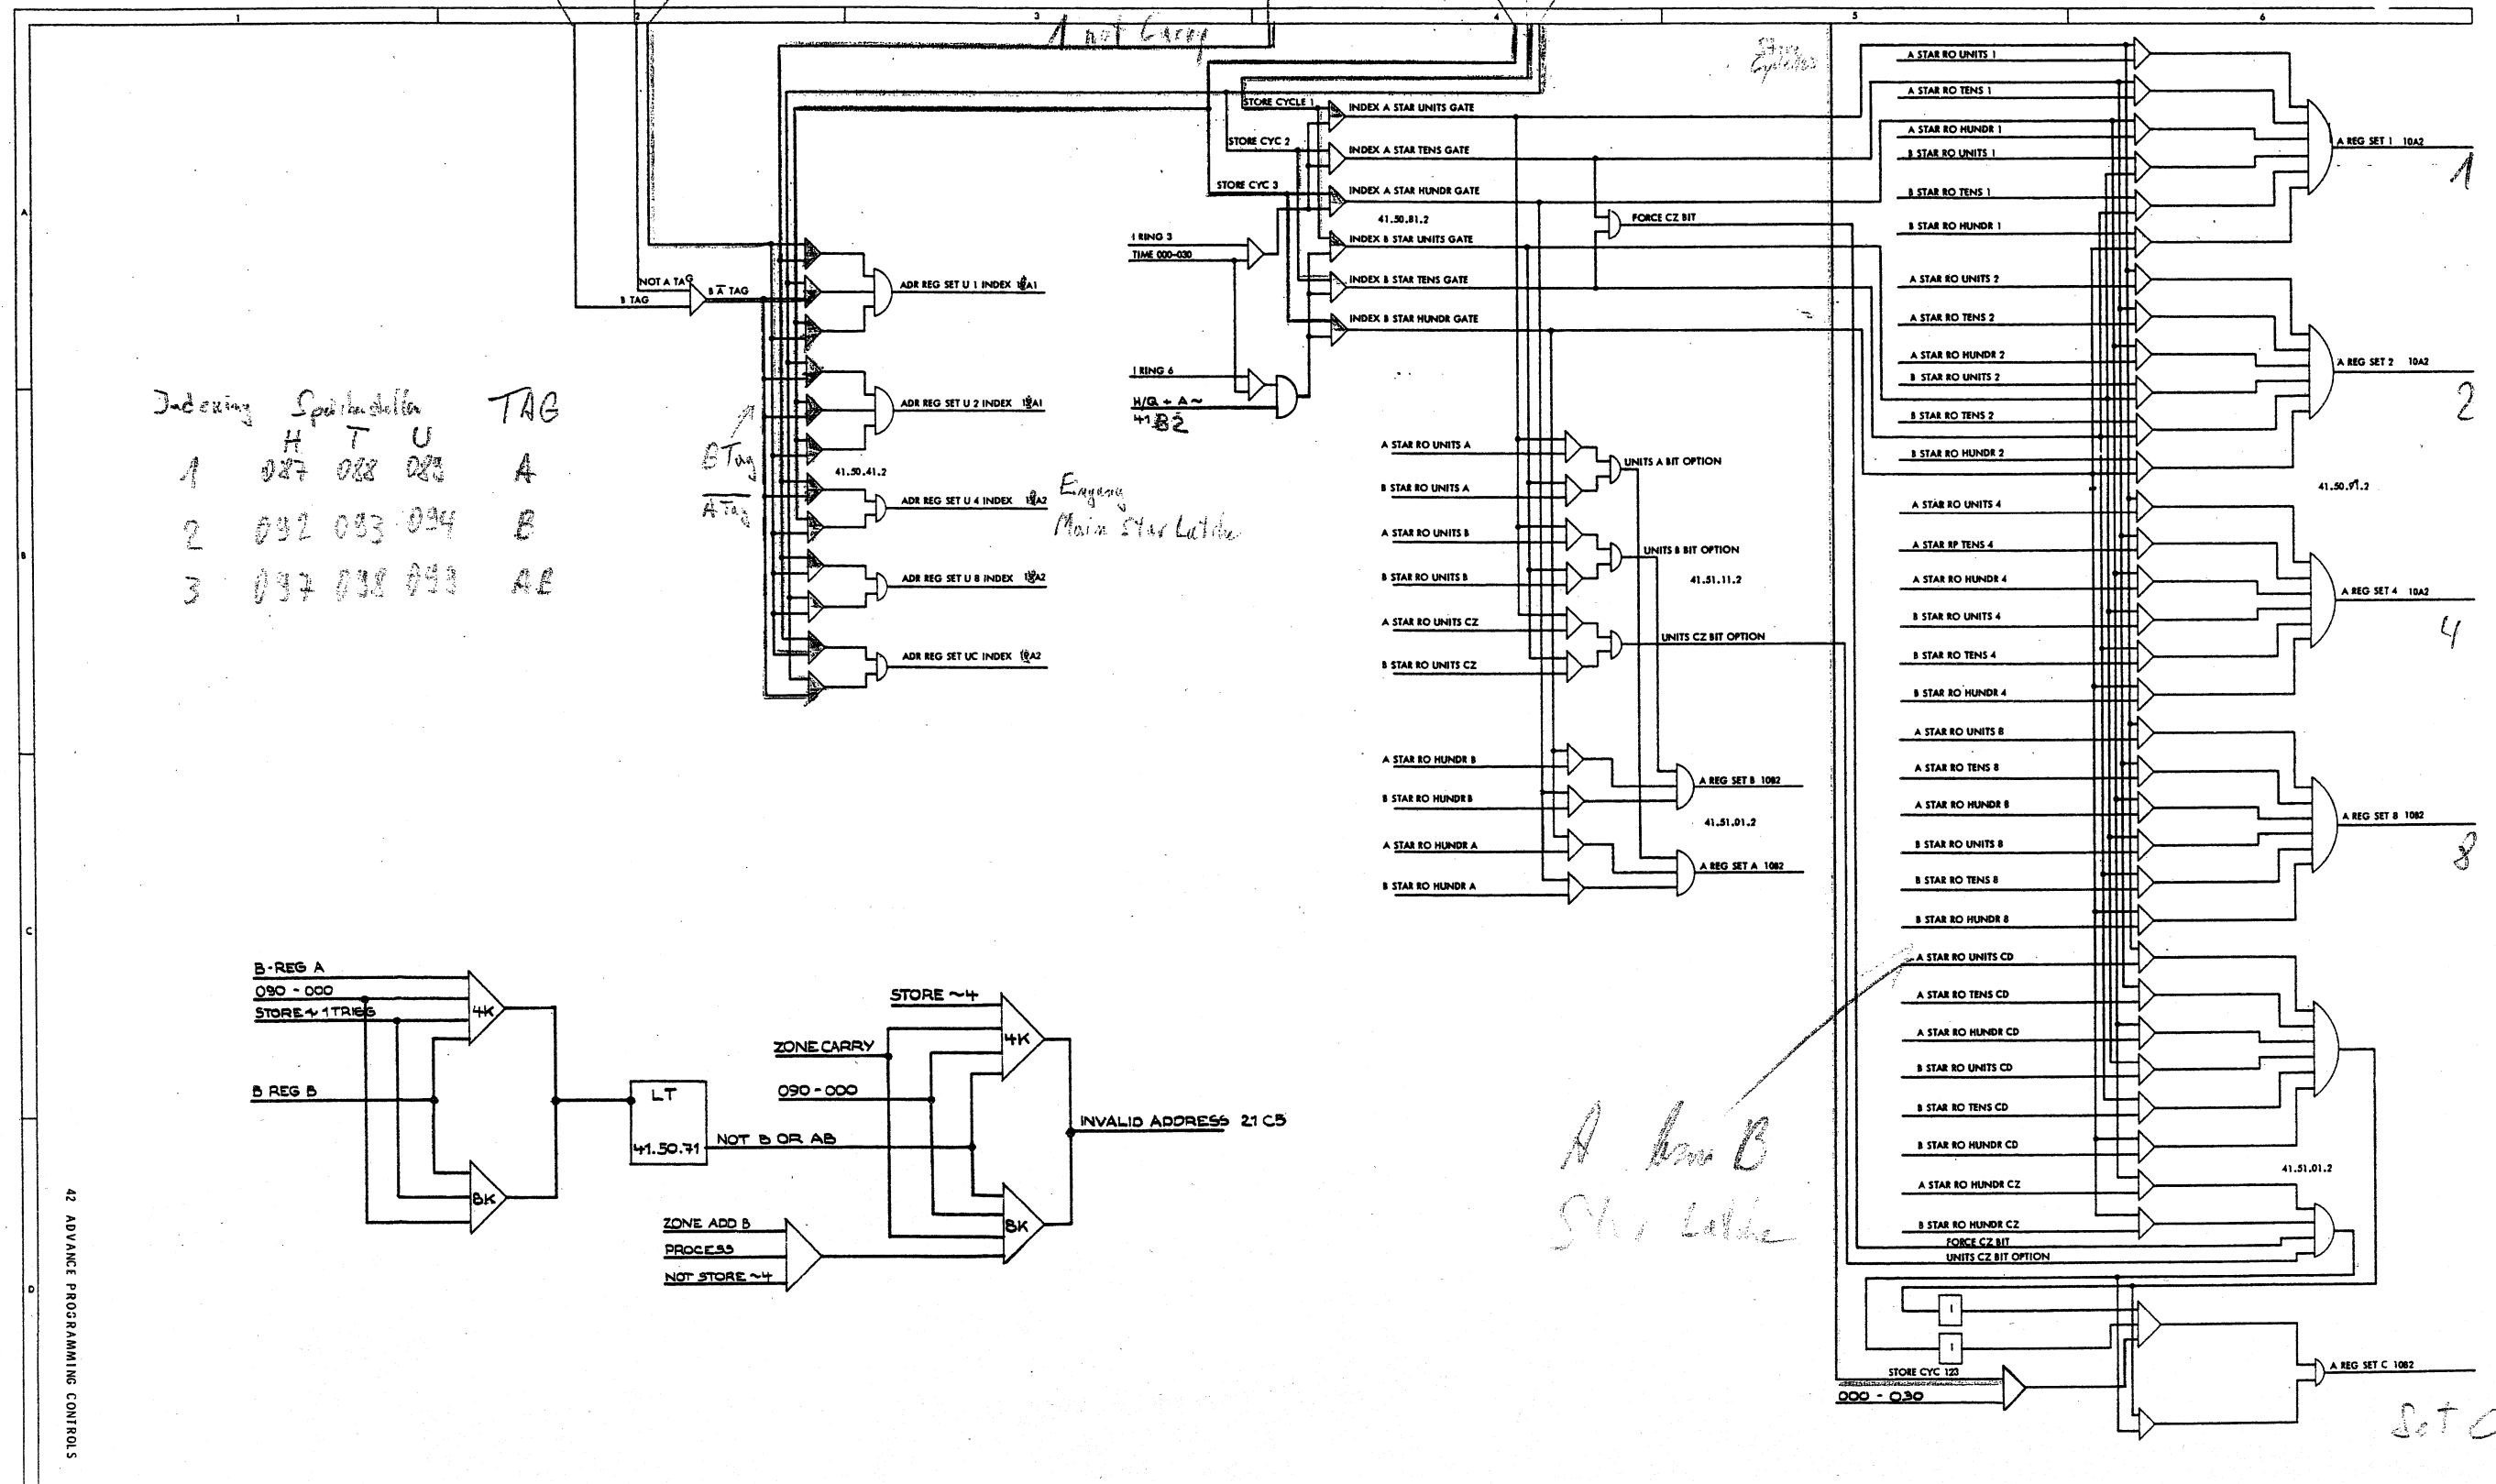 1
2
3
4
5
6
A
B
C
D
1 not Carry
NOT A TAG
B TAG
B A̅ TAG
ADR REG SET U 1 INDEX
ADR REG SET U 2 INDEX
41.50.41.2
ADR REG SET U 4 INDEX
ADR REG SET U 8 INDEX
ADR REG SET UC INDEX
B Tag
A̅ T̅a̅g̅
Indexing Speicherstellen TAG
H T U
1 087 088 089 A
2 092 093 094 B
3 097 098 099 AB
Eingang
Main Star Latche
STORE CYCLE 1
STORE CYC 2
STORE CYC 3
INDEX A STAR UNITS GATE
INDEX A STAR TENS GATE
INDEX A STAR HUNDR GATE
41.50.81.2
INDEX B STAR UNITS GATE
INDEX B STAR TENS GATE
INDEX B STAR HUNDR GATE
I RING 3
TIME 000-030
I RING 6
H/Q + A ~
41B2
FORCE CZ BIT
A STAR RO UNITS A
B STAR RO UNITS A
UNITS A BIT OPTION
A STAR RO UNITS B
B STAR RO UNITS B
UNITS B BIT OPTION
41.51.11.2
A STAR RO UNITS CZ
B STAR RO UNITS CZ
UNITS CZ BIT OPTION
A STAR RO HUNDR B
B STAR RO HUNDR B
A REG SET B 10B2
41.51.01.2
A STAR RO HUNDR A
B STAR RO HUNDR A
A REG SET A 10B2
A STAR RO UNITS 1
A STAR RO TENS 1
A STAR RO HUNDR 1
B STAR RO UNITS 1
B STAR RO TENS 1
B STAR RO HUNDR 1
A REG SET 1 10A2
1
A STAR RO UNITS 2
A STAR RO TENS 2
A STAR RO HUNDR 2
B STAR RO UNITS 2
B STAR RO TENS 2
B STAR RO HUNDR 2
A REG SET 2 10A2
2
41.50.91.2
A STAR RO UNITS 4
A STAR RP TENS 4
A STAR RO HUNDR 4
B STAR RO UNITS 4
B STAR RO TENS 4
B STAR RO HUNDR 4
A REG SET 4 10A2
4
A STAR RO UNITS 8
A STAR RO TENS 8
A STAR RO HUNDR 8
B STAR RO UNITS 8
B STAR RO TENS 8
B STAR RO HUNDR 8
A REG SET 8 10B2
8
A STAR RO UNITS CD
A STAR RO TENS CD
A STAR RO HUNDR CD
B STAR RO UNITS CD
B STAR RO TENS CD
B STAR RO HUNDR CD
41.51.01.2
A STAR RO HUNDR CZ
B STAR RO HUNDR CZ
FORCE CZ BIT
UNITS CZ BIT OPTION
I
I
STORE CYC 123
000 - 030
A REG SET C 10B2
Set C
A bzw B
Star Latche
B-REG A
090 - 000
STORE ~ 1TRIGG
4K
B REG B
8K
LT
41.50.71
NOT B OR AB
STORE ~4
ZONE CARRY
4K
090 - 000
INVALID ADDRESS 21 C5
8K
ZONE ADD B
PROCESS
NOT STORE ~4
42 ADVANCE PROGRAMMING CONTROLS